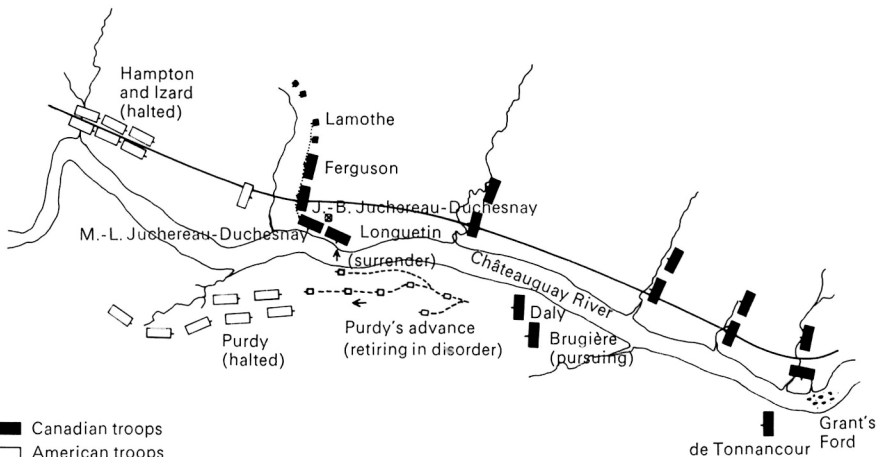 Hampton
and Izard
(halted)
Lamothe
Ferguson
J.-B. Juchoreau-Duchesnay
M.-L. Juchereau-Duchesnay
Longuetin
(surrender)
Châteauguay River
Purdy
(halted)
Purdy's advance
(retiring in disorder)
Daly
Brugière
(pursuing)
Canadian troops
American troops
de Tonnancour
Grant's
Ford